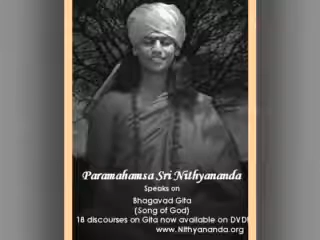 Paramahamsa Sri Nithyananda
Speaks on
Bhagavad Gita
(Song of God)
18 discourses on Gita now available on DVD!
www.Nithyananda.org